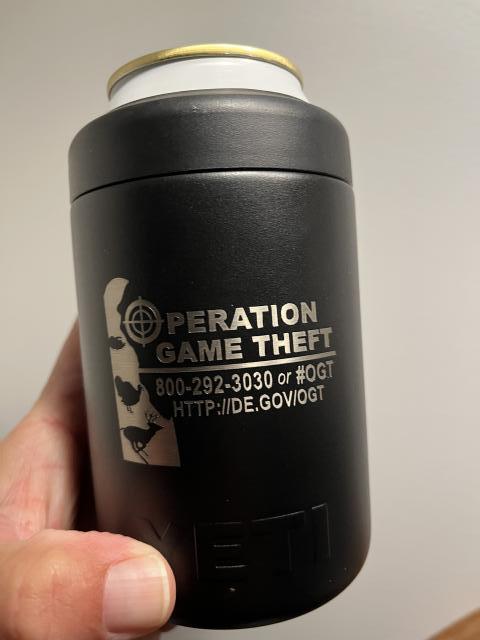 OPERATION
GAME THEFT
800-292-3030 or #OGT
HTTP://DE.GOV/OGT
YETI